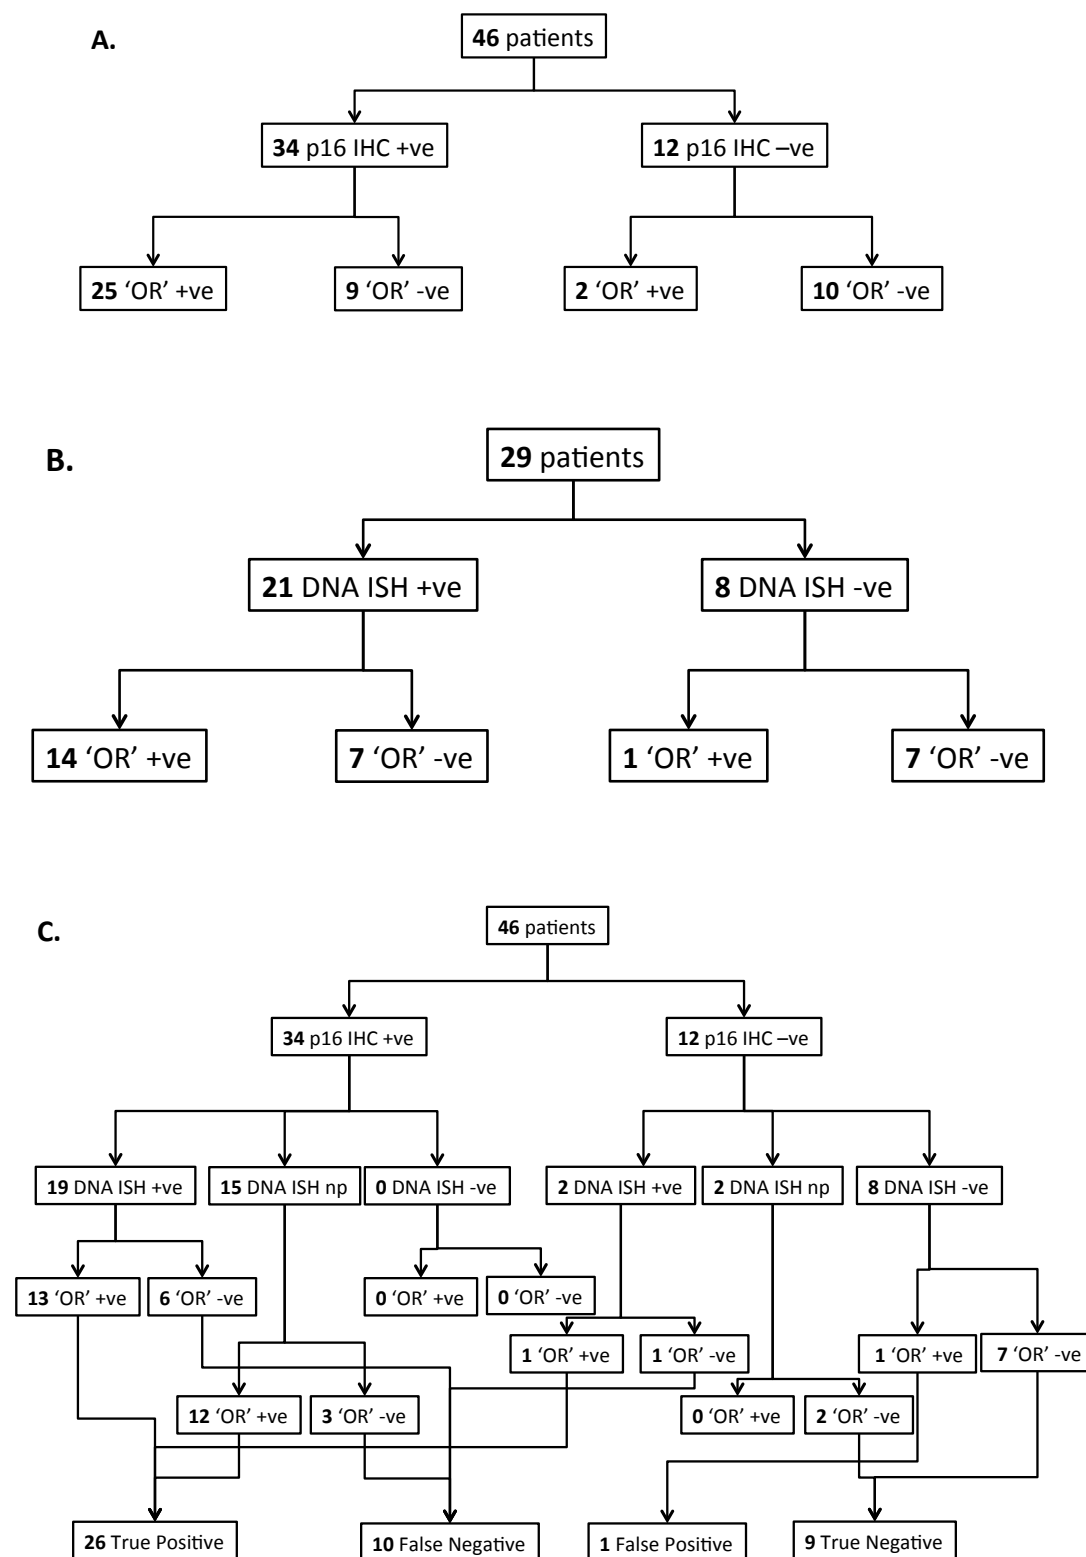 A.
46 patients
34 p16 IHC +ve
12 p16 IHC –ve
25 ‘OR’ +ve
9 ‘OR’ -ve
2 ‘OR’ +ve
10 ‘OR’ -ve
B.
29 patients
21 DNA ISH +ve
8 DNA ISH -ve
14 ‘OR’ +ve
7 ‘OR’ -ve
1 ‘OR’ +ve
7 ‘OR’ -ve
C.
46 patients
34 p16 IHC +ve
12 p16 IHC –ve
19 DNA ISH +ve
15 DNA ISH np
0 DNA ISH -ve
2 DNA ISH +ve
2 DNA ISH np
8 DNA ISH -ve
13 ‘OR’ +ve
6 ‘OR’ -ve
0 ‘OR’ +ve
0 ‘OR’ -ve
1 ‘OR’ +ve
1 ‘OR’ -ve
1 ‘OR’ +ve
7 ‘OR’ -ve
12 ‘OR’ +ve
3 ‘OR’ -ve
0 ‘OR’ +ve
2 ‘OR’ -ve
26 True Positive
10 False Negative
1 False Positive
9 True Negative